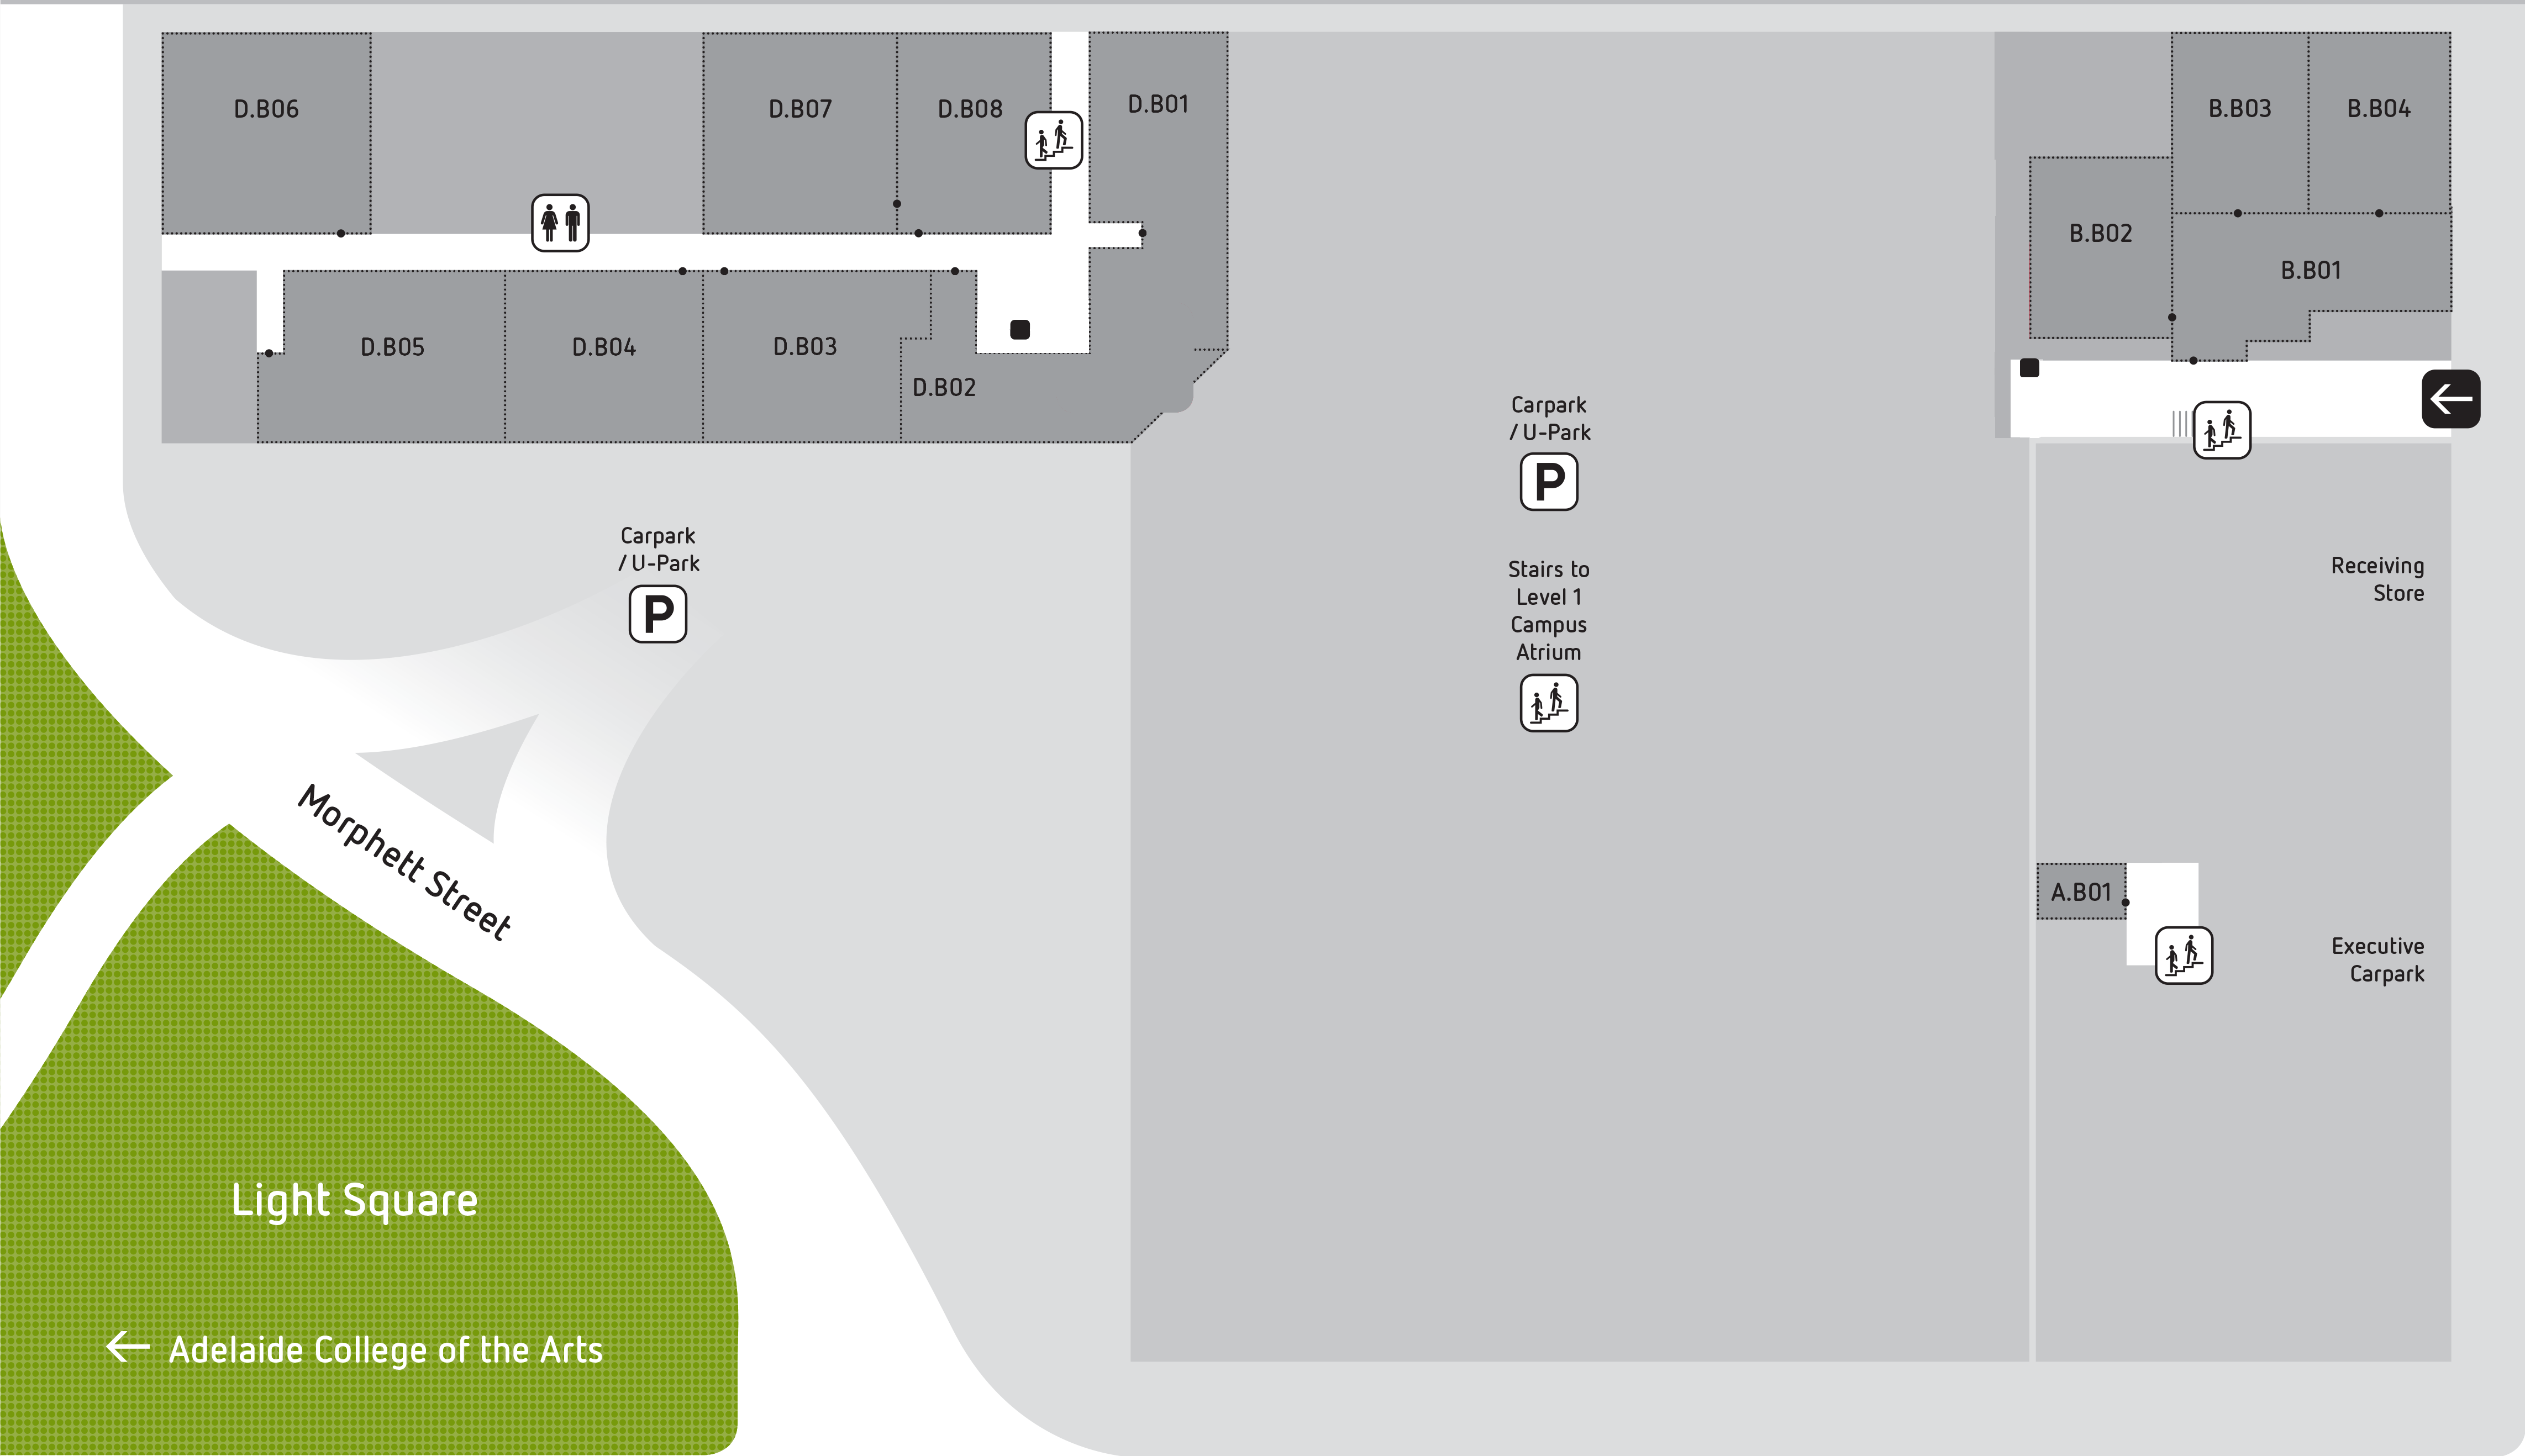 D.B06
D.B07
D.B08
D.B01
B.B03
B.B04
B.B02
B.B01
D.B05
D.B04
D.B03
D.B02
Carpark
/ U-Park
P
Carpark
/ U-Park
P
Stairs to
Level 1
Campus
Atrium
Receiving
Store
A.B01
Executive
Carpark
Morphett Street
Light Square
← Adelaide College of the Arts